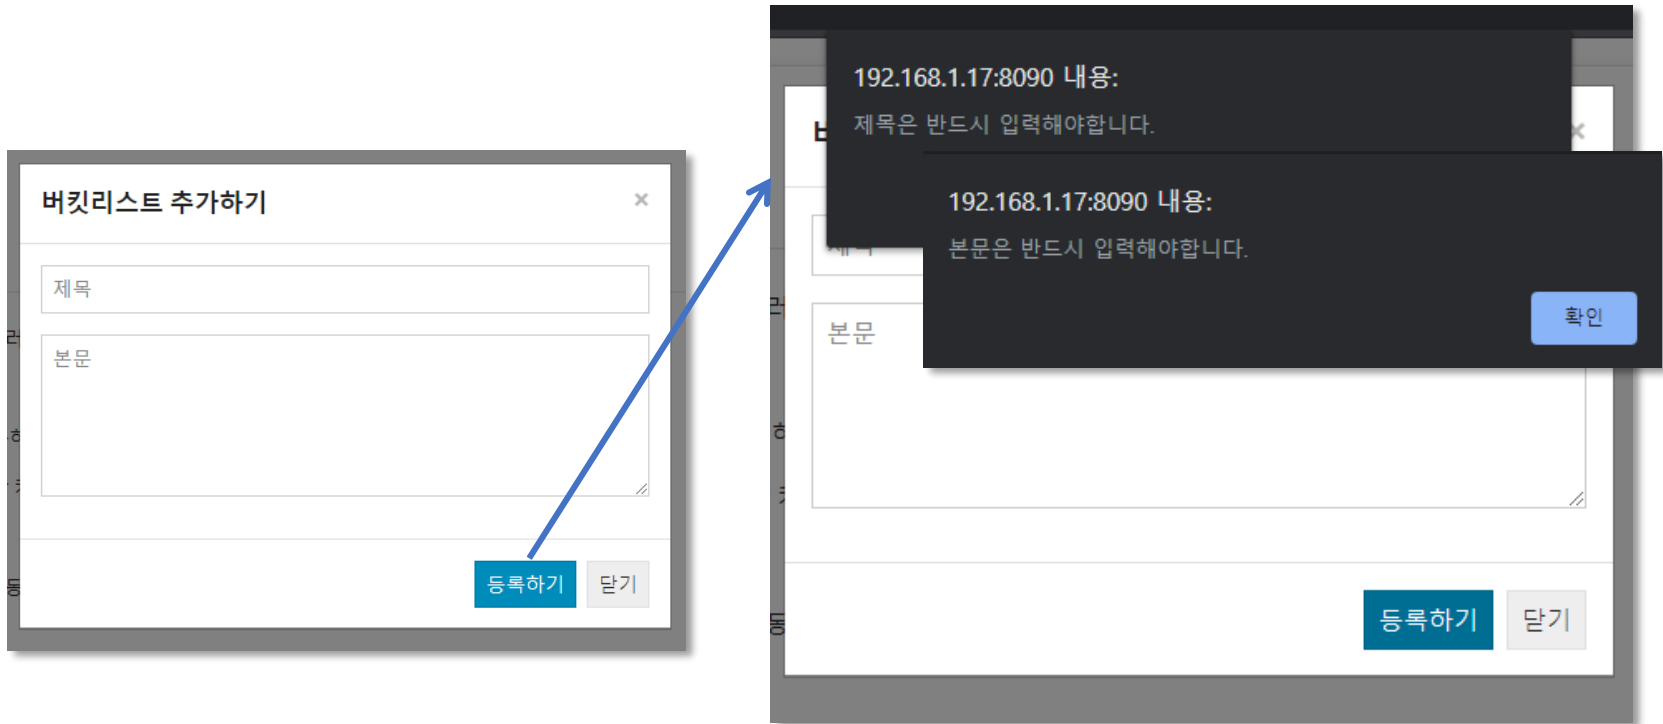 버킷리스트 추가하기
×
제목
본문
등록하기 닫기
192.168.1.17:8090 내용:
제목은 반드시 입력해야합니다.
×
192.168.1.17:8090 내용:
본문은 반드시 입력해야합니다.
확인
본문
등록하기 닫기